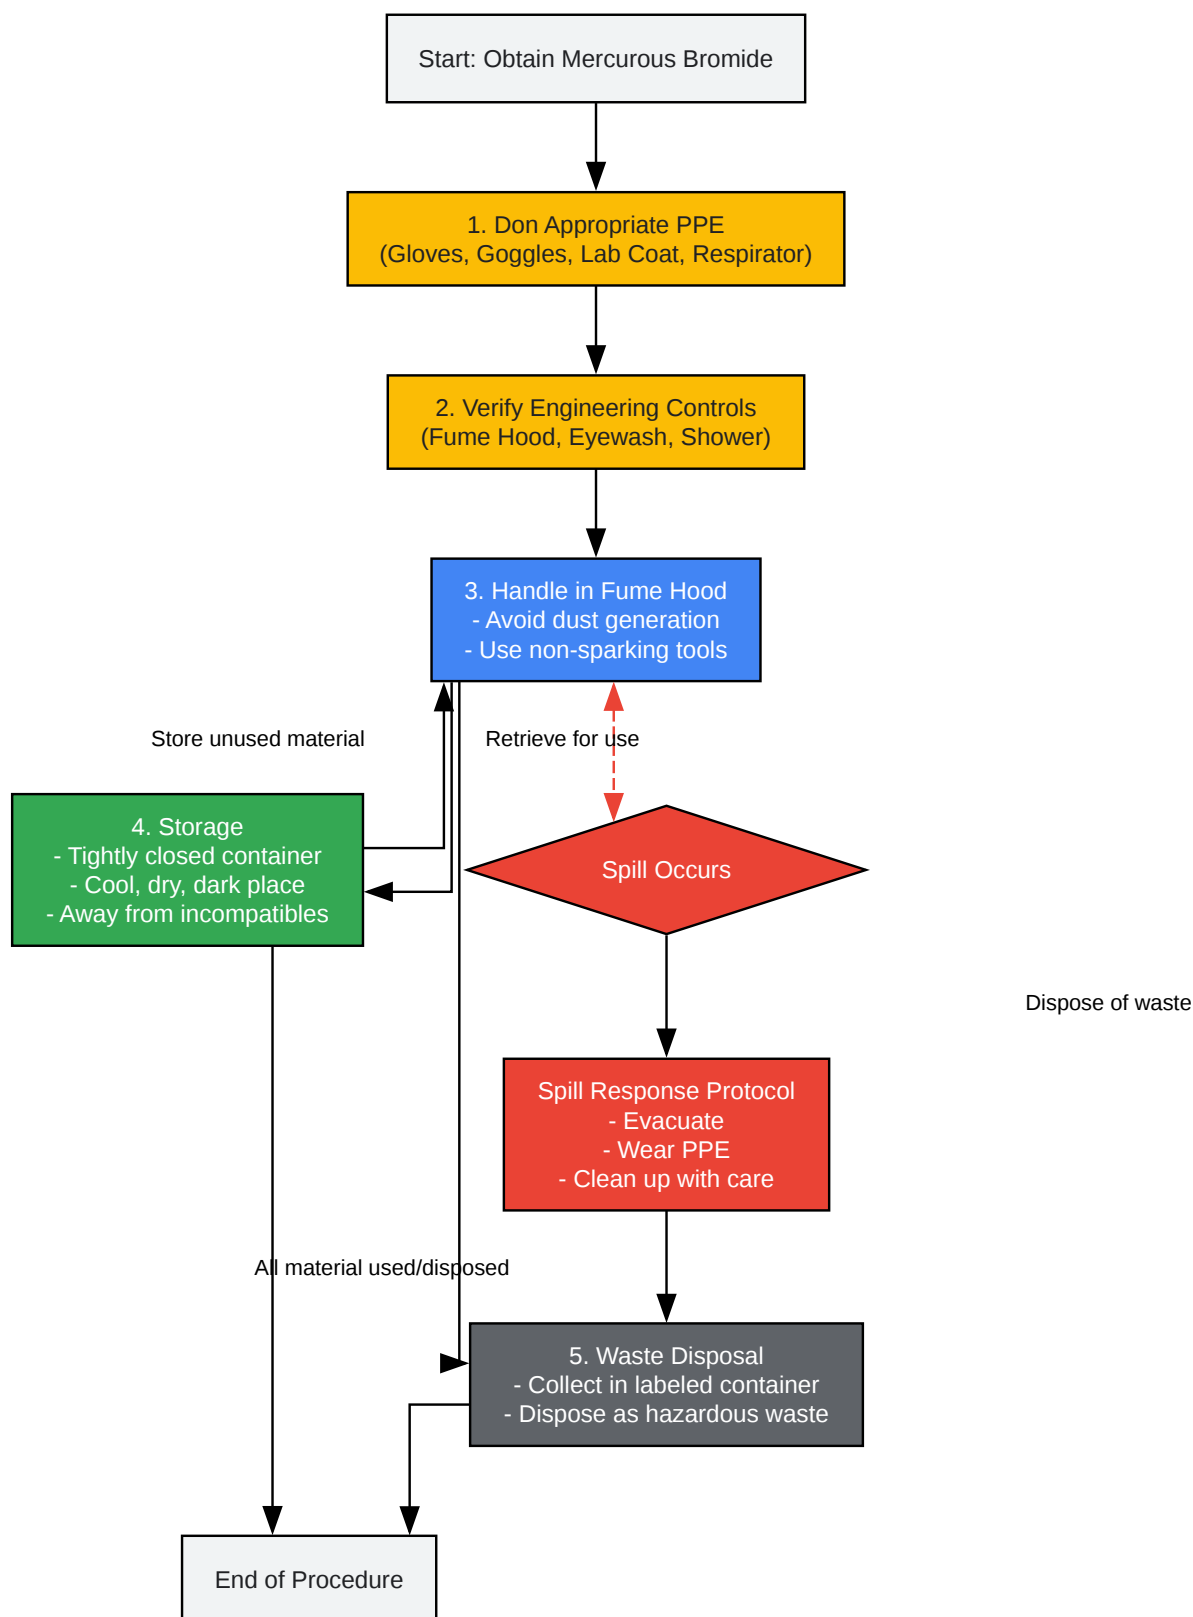 Start: Obtain Mercurous Bromide
1. Don Appropriate PPE
(Gloves, Goggles, Lab Coat, Respirator)
2. Verify Engineering Controls
(Fume Hood, Eyewash, Shower)
3. Handle in Fume Hood
- Avoid dust generation
- Use non-sparking tools
Store unused material
Retrieve for use
4. Storage
- Tightly closed container
- Cool, dry, dark place
- Away from incompatibles
Spill Occurs
Dispose of waste
Spill Response Protocol
- Evacuate
- Wear PPE
- Clean up with care
All material used/disposed
5. Waste Disposal
- Collect in labeled container
- Dispose as hazardous waste
End of Procedure